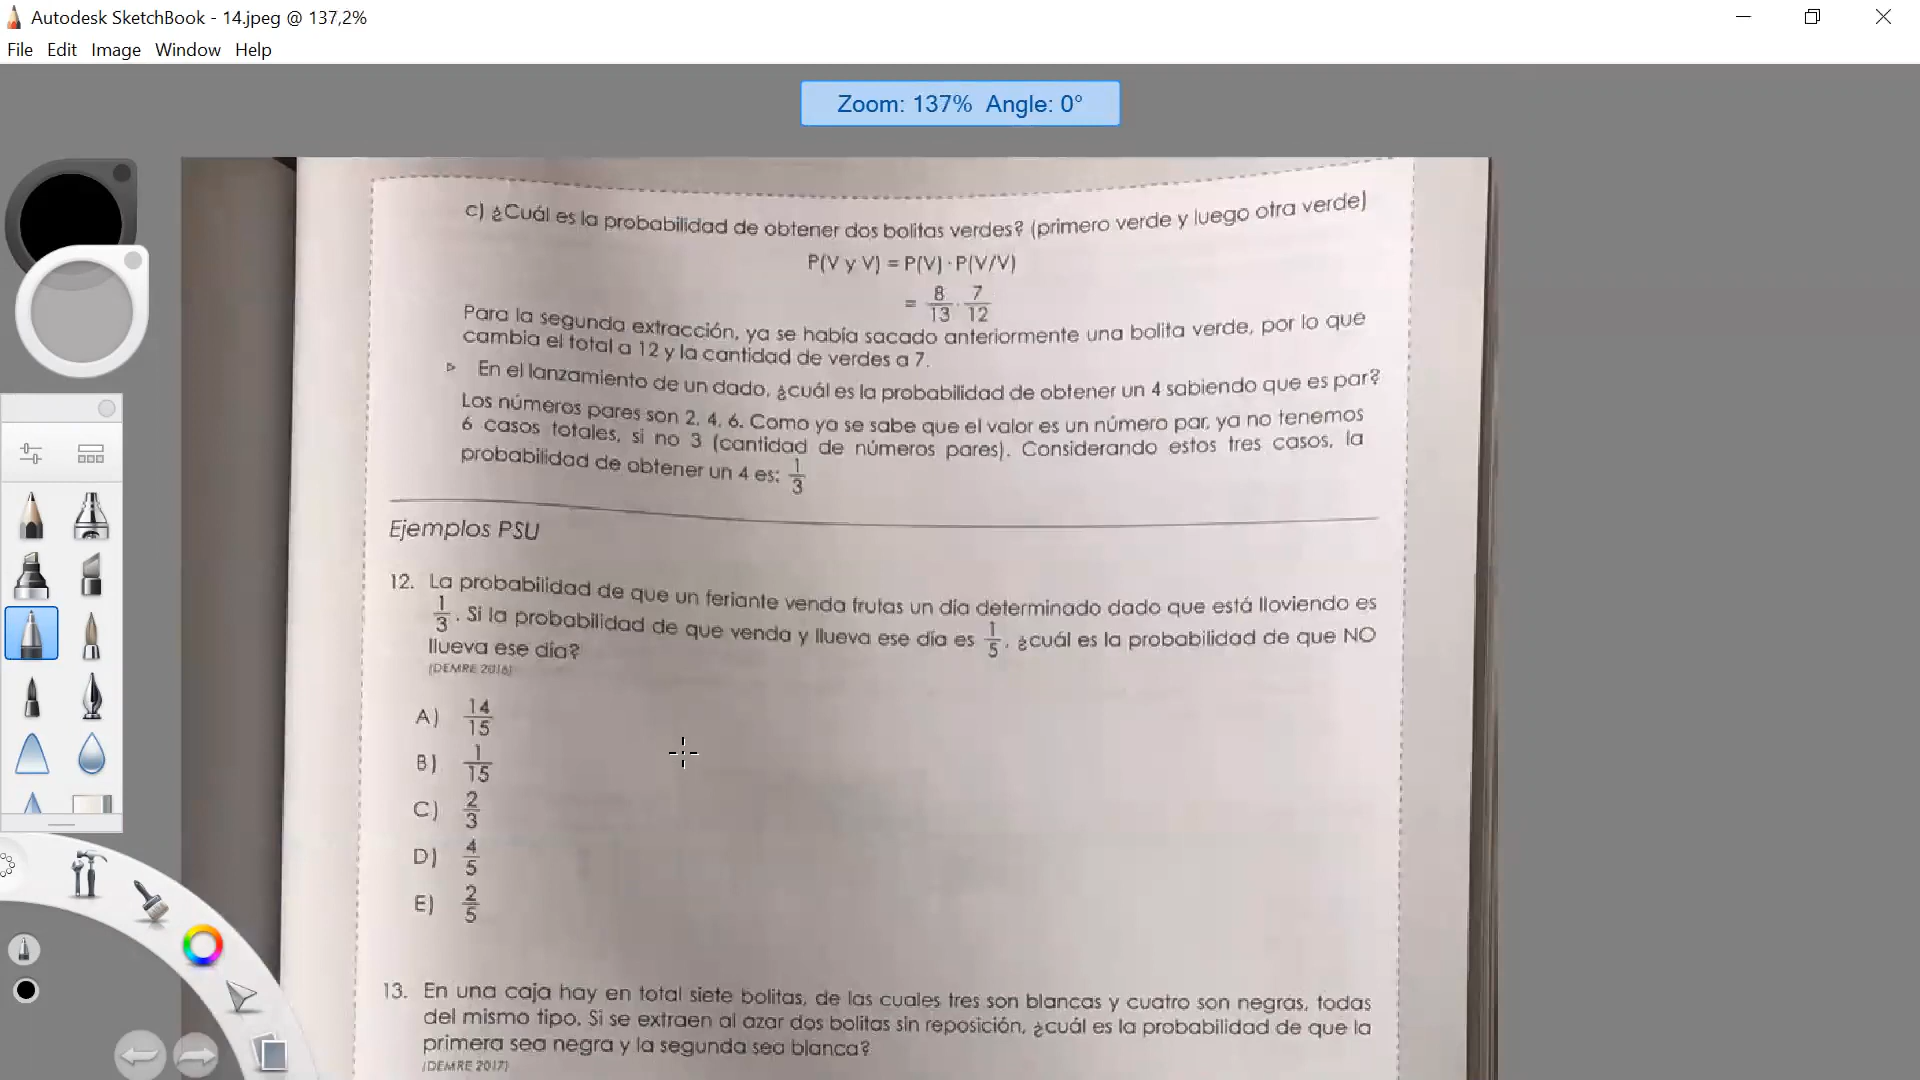 Autodesk SketchBook - 14.jpeg @ 137,2%
File Edit Image Window Help
Zoom: 137% Angle: 0°
c) ¿Cuál es la probabilidad de obtener dos bolitas verdes? (primero verde y luego otra verde)
P(V y V) = P(V) · P(V/V)
= 8/13 · 7/12
Para la segunda extracción, ya se había sacado anteriormente una bolita verde, por lo que
cambia el total a 12 y la cantidad de verdes a 7.
▹ En el lanzamiento de un dado, ¿cuál es la probabilidad de obtener un 4 sabiendo que es par?
Los números pares son 2, 4, 6. Como ya se sabe que el valor es un número par, ya no tenemos
6 casos totales, si no 3 (cantidad de números pares). Considerando estos tres casos, la
probabilidad de obtener un 4 es: 1/3
Ejemplos PSU
12. La probabilidad de que un feriante venda frutas un día determinado dado que está lloviendo es
1/3. Si la probabilidad de que venda y llueva ese día es 1/5, ¿cuál es la probabilidad de que NO
llueva ese día?
(DEMRE 2016)
A) 14/15
B) 1/15
C) 2/3
D) 4/5
E) 2/5
13. En una caja hay en total siete bolitas, de las cuales tres son blancas y cuatro son negras, todas
del mismo tipo. Si se extraen al azar dos bolitas sin reposición, ¿cuál es la probabilidad de que la
primera sea negra y la segunda sea blanca?
(DEMRE 2017)